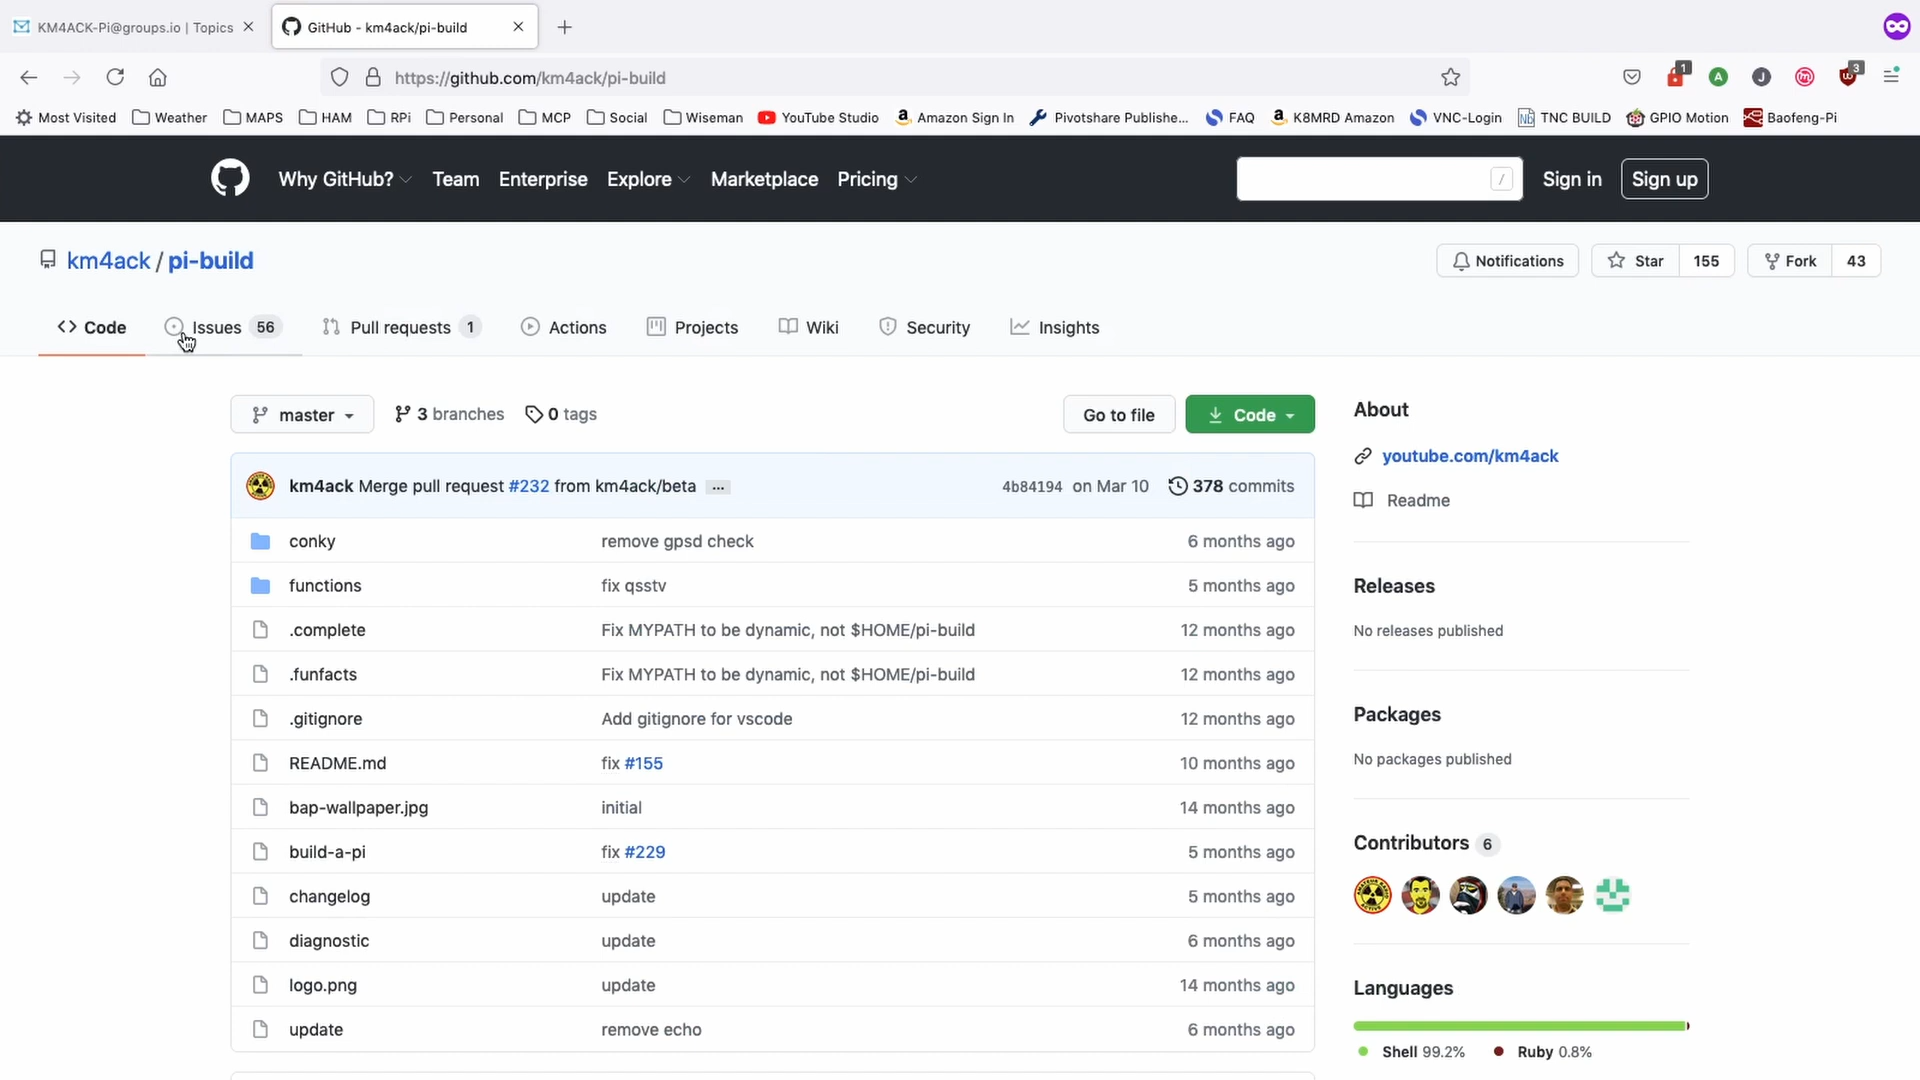 KM4ACK-Pi@groups.io | Topics
GitHub - km4ack/pi-build
https://github.com/km4ack/pi-build
1
A
J
m
3
Most Visited
Weather
MAPS
HAM
RPi
Personal
MCP
Social
Wiseman
YouTube Studio
Amazon Sign In
Pivotshare Publishe...
FAQ
K8MRD Amazon
VNC-Login
TNC BUILD
GPIO Motion
Baofeng-Pi
Why GitHub?
Team
Enterprise
Explore
Marketplace
Pricing
/
Sign in
Sign up
km4ack / pi-build
Notifications
Star 155
Fork 43
Code
Issues 56
Pull requests 1
Actions
Projects
Wiki
Security
Insights
master
3 branches
0 tags
Go to file
Code
km4ack Merge pull request #232 from km4ack/beta ... 4b84194 on Mar 10 378 commits
conky remove gpsd check 6 months ago
functions fix qsstv 5 months ago
.complete Fix MYPATH to be dynamic, not $HOME/pi-build 12 months ago
.funfacts Fix MYPATH to be dynamic, not $HOME/pi-build 12 months ago
.gitignore Add gitignore for vscode 12 months ago
README.md fix #155 10 months ago
bap-wallpaper.jpg initial 14 months ago
build-a-pi fix #229 5 months ago
changelog update 5 months ago
diagnostic update 6 months ago
logo.png update 14 months ago
update remove echo 6 months ago
About
youtube.com/km4ack
Readme
Releases
No releases published
Packages
No packages published
Contributors 6
Languages
Shell 99.2% Ruby 0.8%